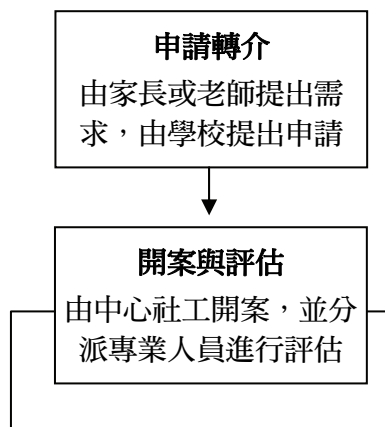 申請轉介
由家長或老師提出需
求，由學校提出申請
開案與評估
由中心社工開案，並分
派專業人員進行評估